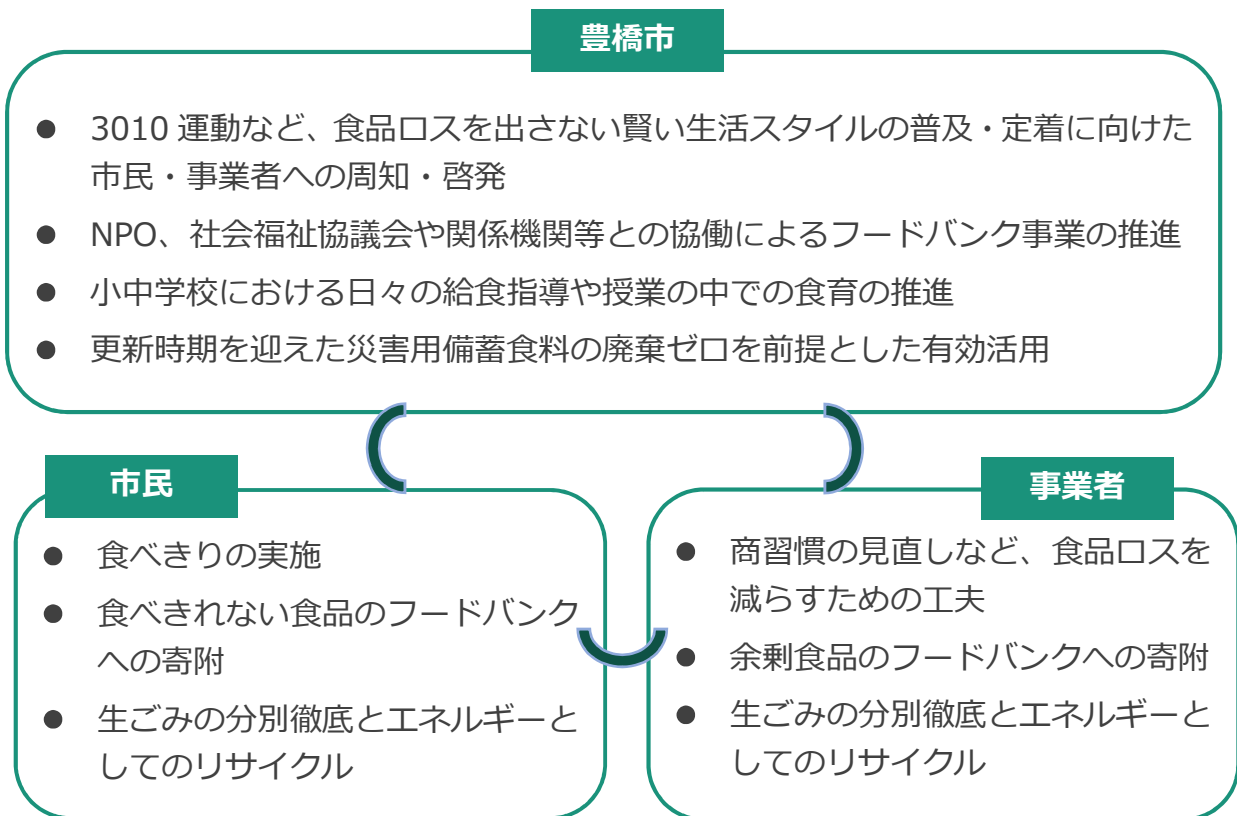 豊橋市
● 3010 運動など、食品ロスを出さない賢い生活スタイルの普及・定着に向けた
市民・事業者への周知・啓発
● NPO、社会福祉協議会や関係機関等との協働によるフードバンク事業の推進
● 小中学校における日々の給食指導や授業の中での食育の推進
● 更新時期を迎えた災害用備蓄食料の廃棄ゼロを前提とした有効活用
市民
● 食べきりの実施
● 食べきれない食品のフードバンク
への寄附
● 生ごみの分別徹底とエネルギーと
してのリサイクル
事業者
● 商習慣の見直しなど、食品ロスを
減らすための工夫
● 余剰食品のフードバンクへの寄附
● 生ごみの分別徹底とエネルギーと
してのリサイクル